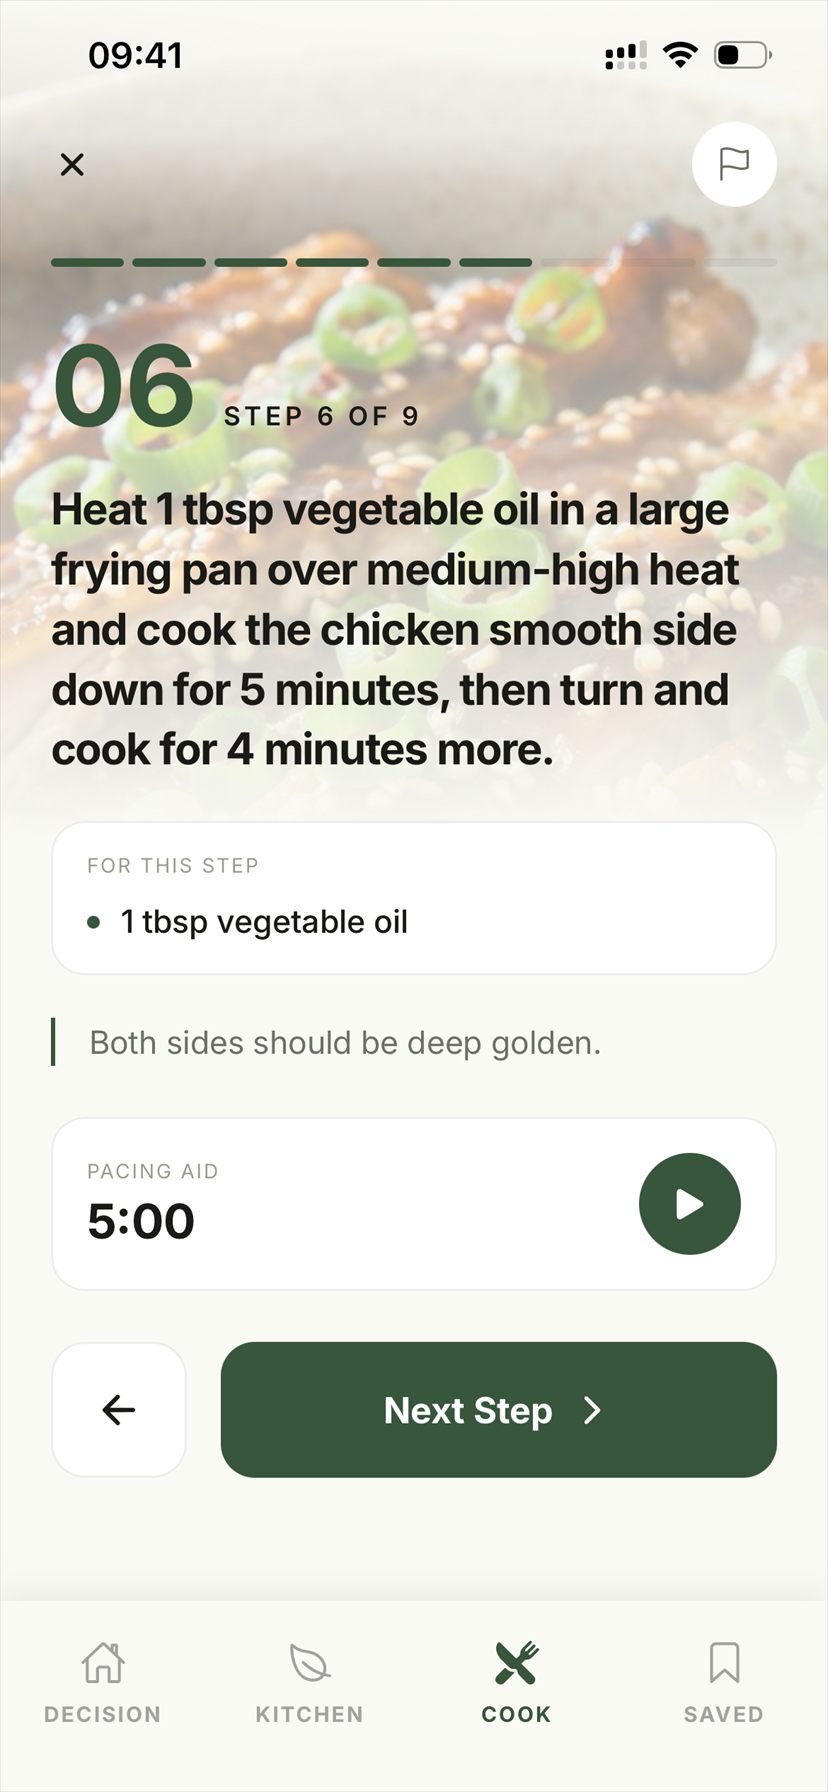 09:41
06 STEP 6 OF 9
Heat 1 tbsp vegetable oil in a large
frying pan over medium-high heat
and cook the chicken smooth side
down for 5 minutes, then turn and
cook for 4 minutes more.
FOR THIS STEP
• 1 tbsp vegetable oil
Both sides should be deep golden.
PACING AID
5:00
Next Step
DECISION KITCHEN COOK SAVED